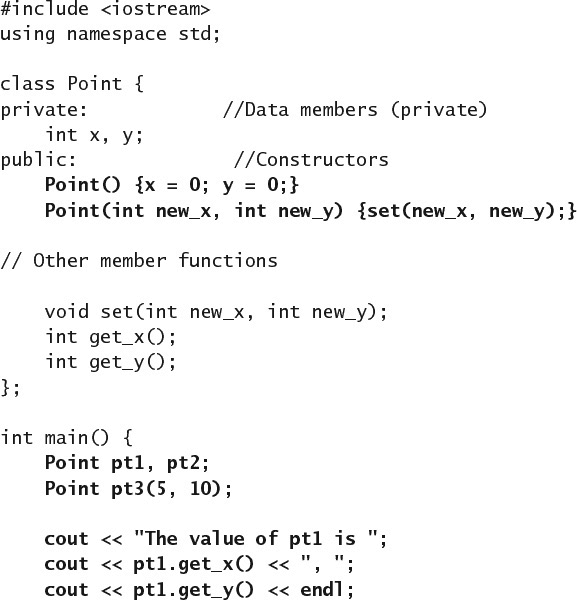 #include <iostream>
using namespace std;

class Point {
private:            //Data members (private)
    int x, y;
public:              //Constructors
    Point() {x = 0; y = 0;}
    Point(int new_x, int new_y) {set(new_x, new_y);}

// Other member functions

    void set(int new_x, int new_y);
    int get_x();
    int get_y();
};

int main() {
    Point pt1, pt2;
    Point pt3(5, 10);

    cout << "The value of pt1 is ";
    cout << pt1.get_x() << ", ";
    cout << pt1.get_y() << endl;